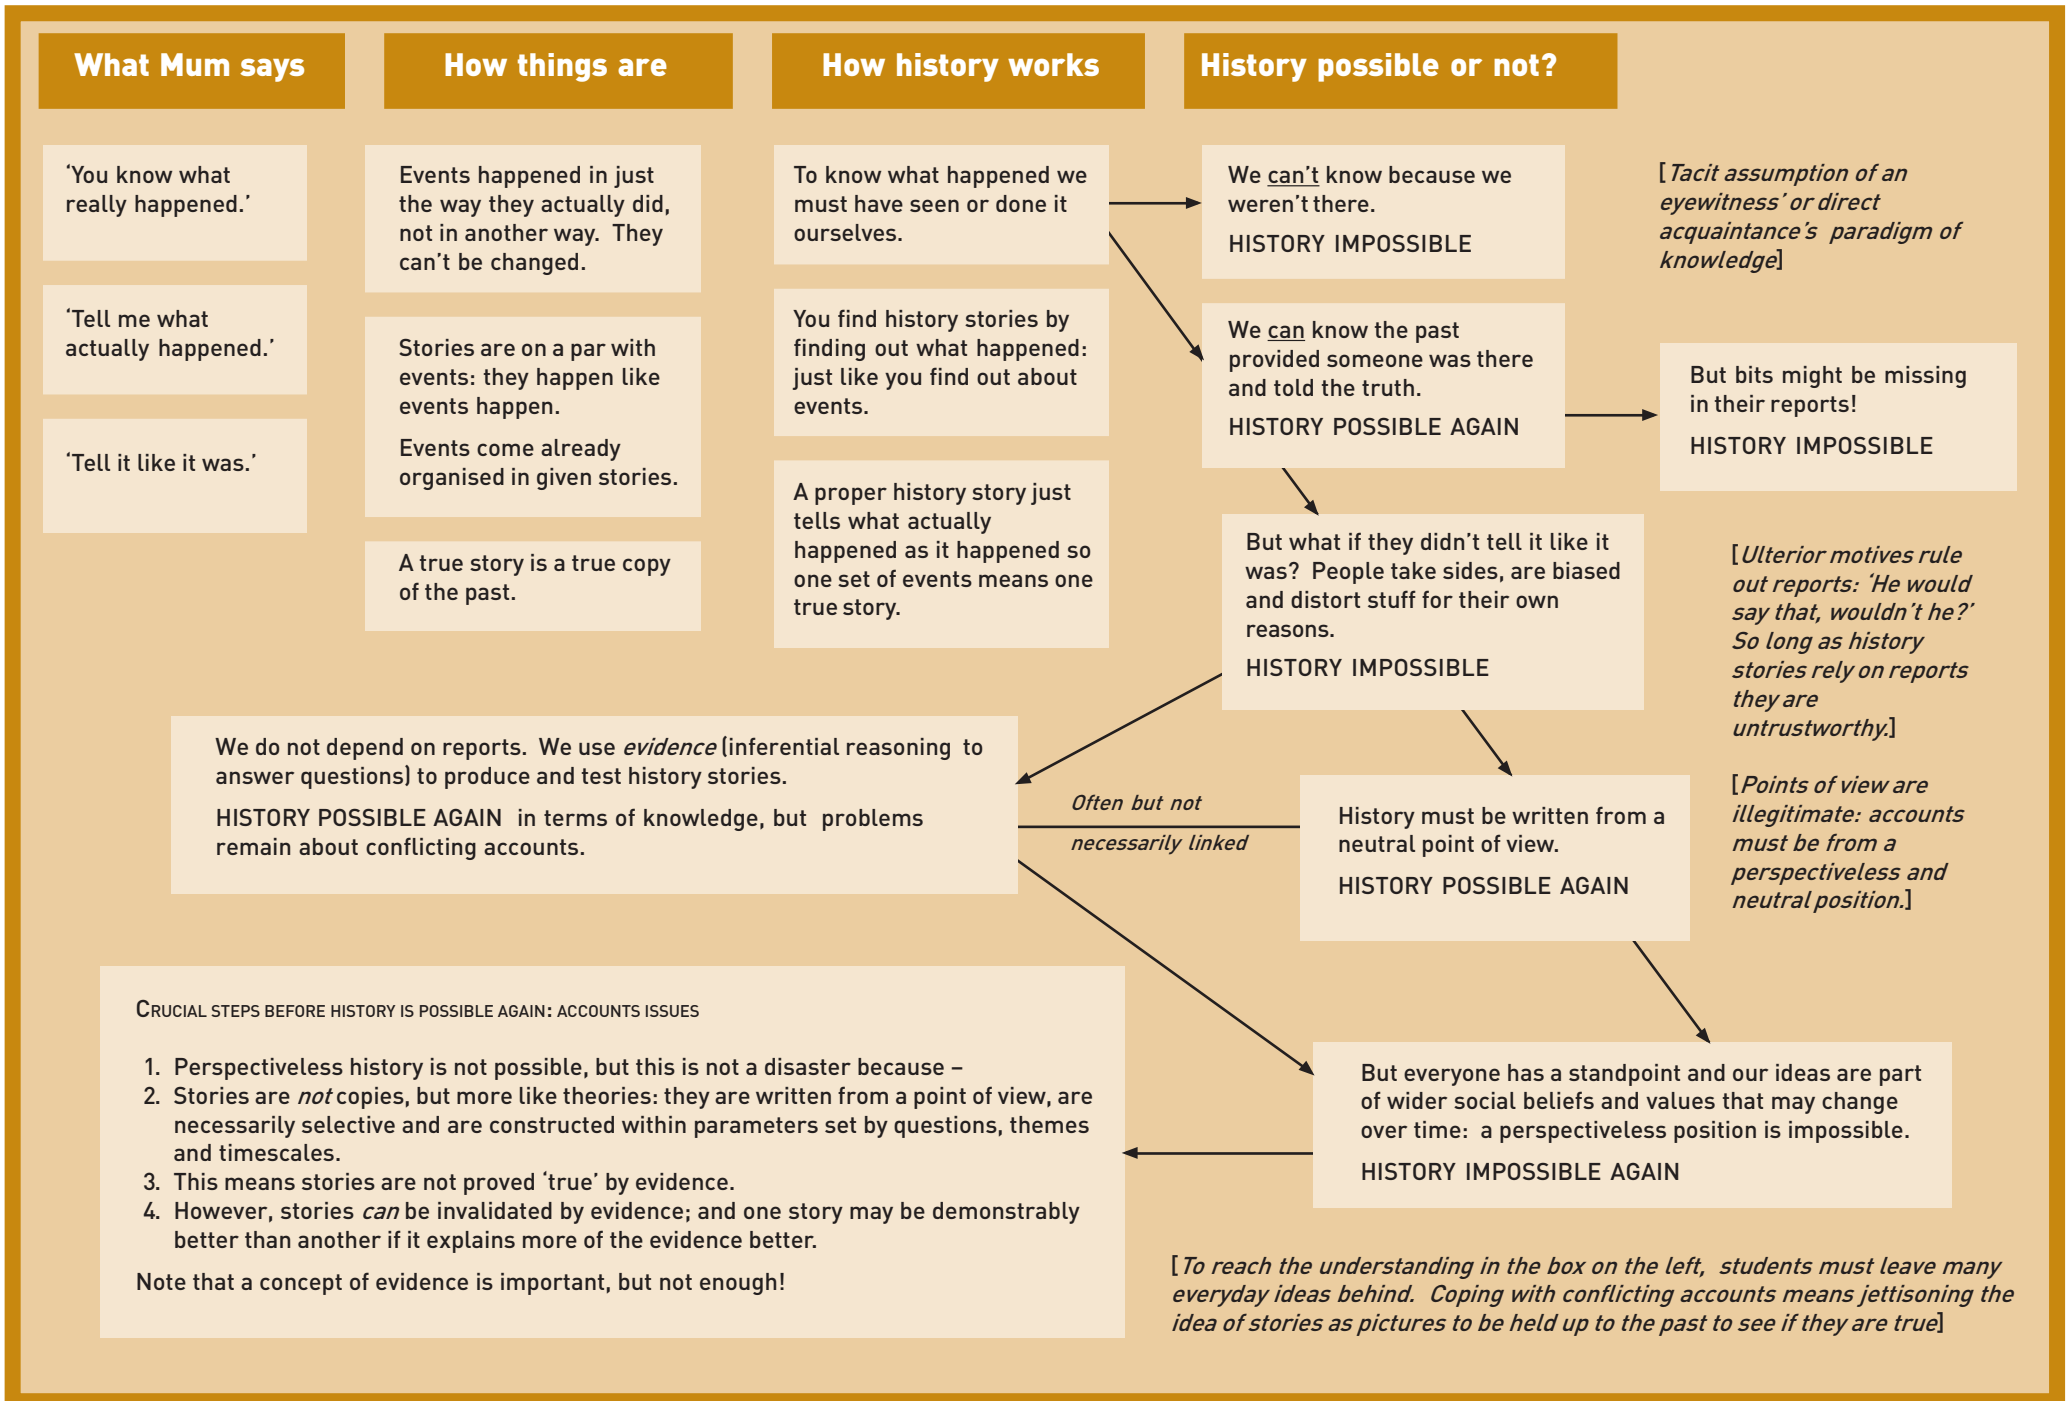 What Mum says
How things are
How history works
History possible or not?
‘You know what
really happened.’
‘Tell me what
actually happened.’
‘Tell it like it was.’
Events happened in just
the way they actually did,
not in another way. They
can’t be changed.
Stories are on a par with
events: they happen like
events happen.
Events come already
organised in given stories.
A true story is a true copy
of the past.
To know what happened we
must have seen or done it
ourselves.
You find history stories by
finding out what happened:
just like you find out about
events.
A proper history story just
tells what actually
happened as it happened so
one set of events means one
true story.
We can’t know because we
weren’t there.
HISTORY IMPOSSIBLE
[Tacit assumption of an
eyewitness’ or direct
acquaintance’s paradigm of
knowledge]
We can know the past
provided someone was there
and told the truth.
HISTORY POSSIBLE AGAIN
But bits might be missing
in their reports!
HISTORY IMPOSSIBLE
But what if they didn’t tell it like it
was? People take sides, are biased
and distort stuff for their own
reasons.
HISTORY IMPOSSIBLE
[Ulterior motives rule
out reports: ‘He would
say that, wouldn’t he?’
So long as history
stories rely on reports
they are
untrustworthy.]
We do not depend on reports. We use evidence (inferential reasoning to
answer questions) to produce and test history stories.
HISTORY POSSIBLE AGAIN in terms of knowledge, but problems
remain about conflicting accounts.
Often but not
necessarily linked
History must be written from a
neutral point of view.
HISTORY POSSIBLE AGAIN
[Points of view are
illegitimate: accounts
must be from a
perspectiveless and
neutral position.]
CRUCIAL STEPS BEFORE HISTORY IS POSSIBLE AGAIN: ACCOUNTS ISSUES
1. Perspectiveless history is not possible, but this is not a disaster because –
2. Stories are not copies, but more like theories: they are written from a point of view, are
necessarily selective and are constructed within parameters set by questions, themes
and timescales.
3. This means stories are not proved ‘true’ by evidence.
4. However, stories can be invalidated by evidence; and one story may be demonstrably
better than another if it explains more of the evidence better.
Note that a concept of evidence is important, but not enough!
But everyone has a standpoint and our ideas are part
of wider social beliefs and values that may change
over time: a perspectiveless position is impossible.
HISTORY IMPOSSIBLE AGAIN
[To reach the understanding in the box on the left, students must leave many
everyday ideas behind. Coping with conflicting accounts means jettisoning the
idea of stories as pictures to be held up to the past to see if they are true]